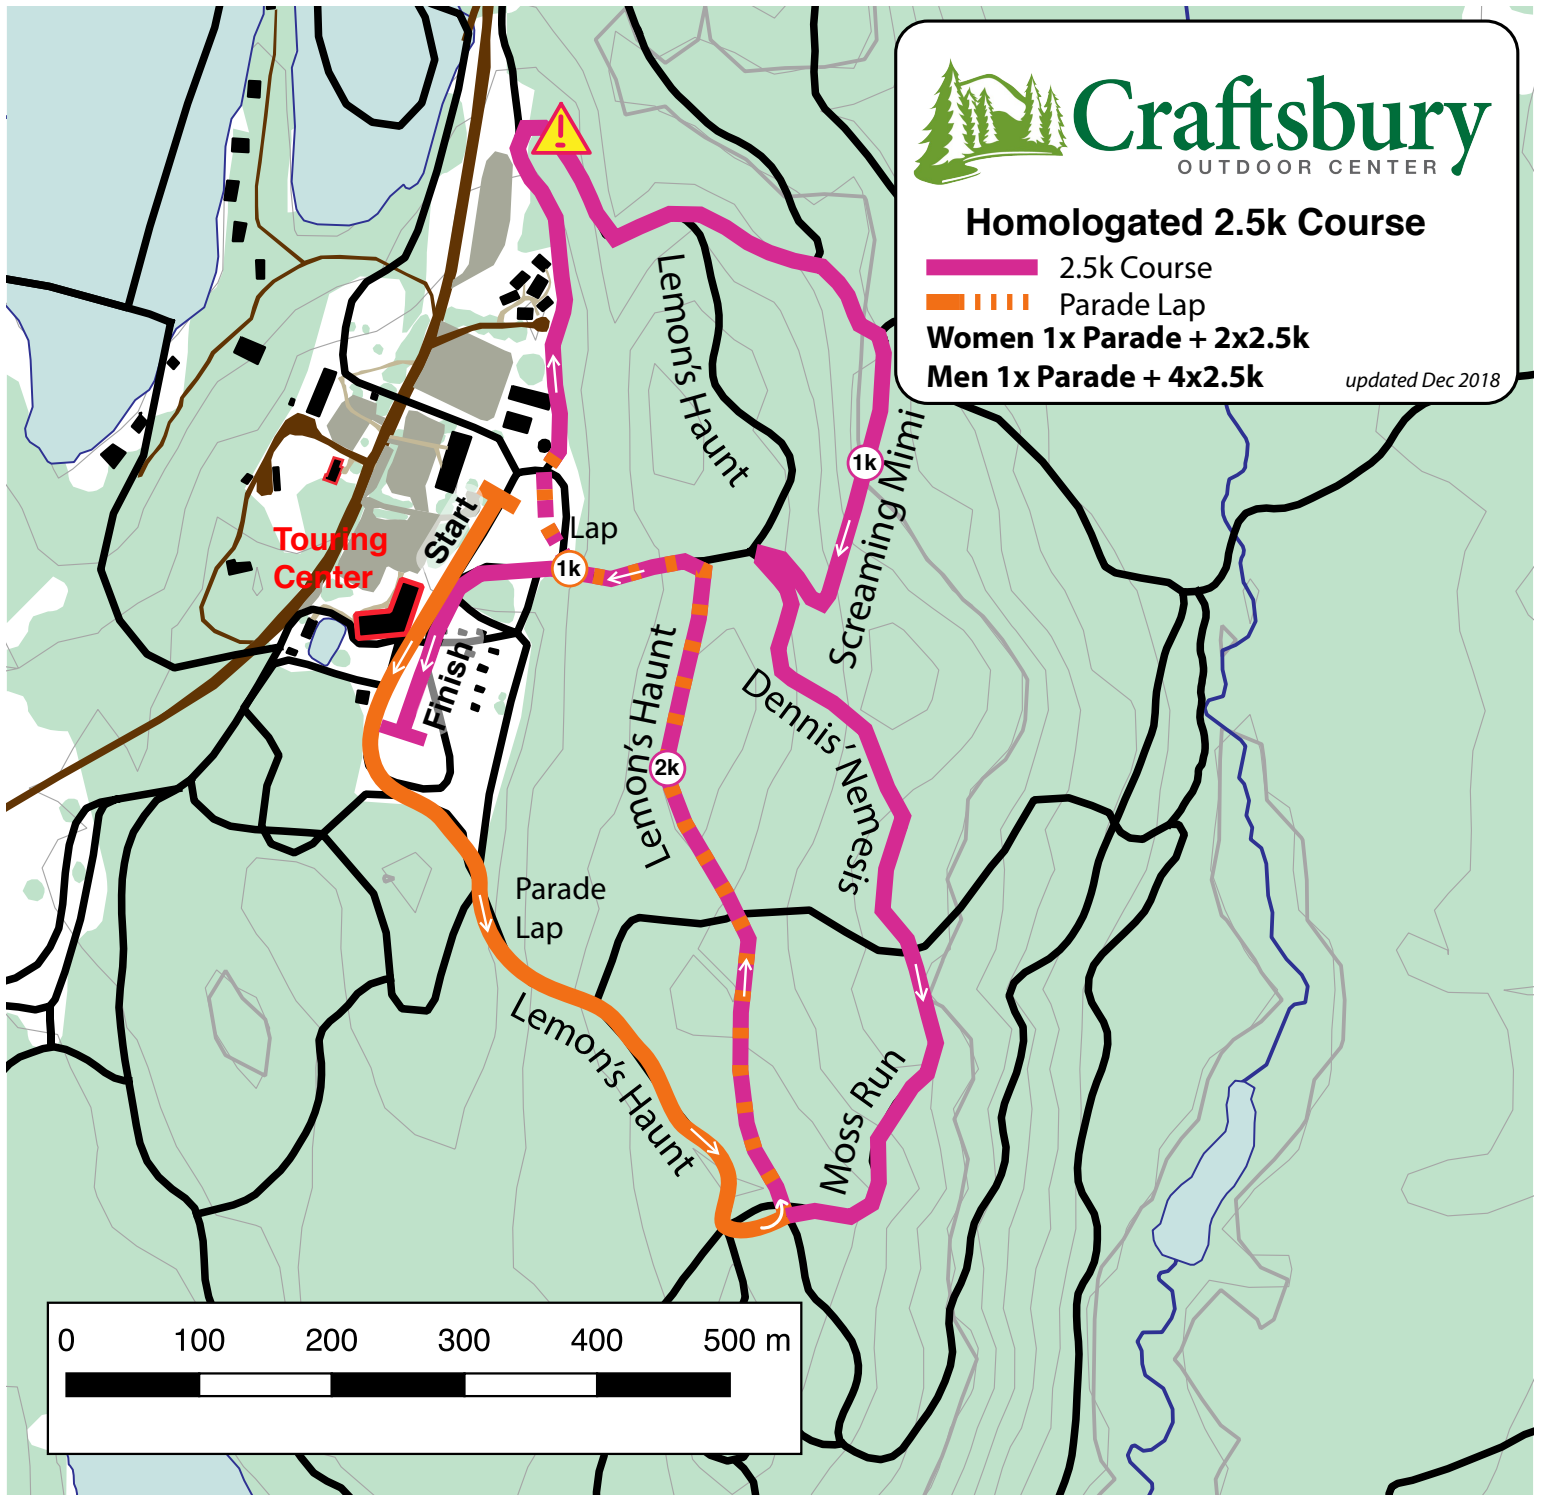 Craftsbury
OUTDOOR CENTER
Homologated 2.5k Course
2.5k Course
Parade Lap
Women 1x Parade + 2x2.5k
Men 1x Parade + 4x2.5k
updated Dec 2018
Lemon's Haunt
1k
Screaming Mimi
Start
Lap
1k
Touring
Center
Finish
Lemon's Haunt
2k
Dennis' Nemesis
Parade
Lap
Lemon's Haunt
Moss Run
0 100 200 300 400 500 m